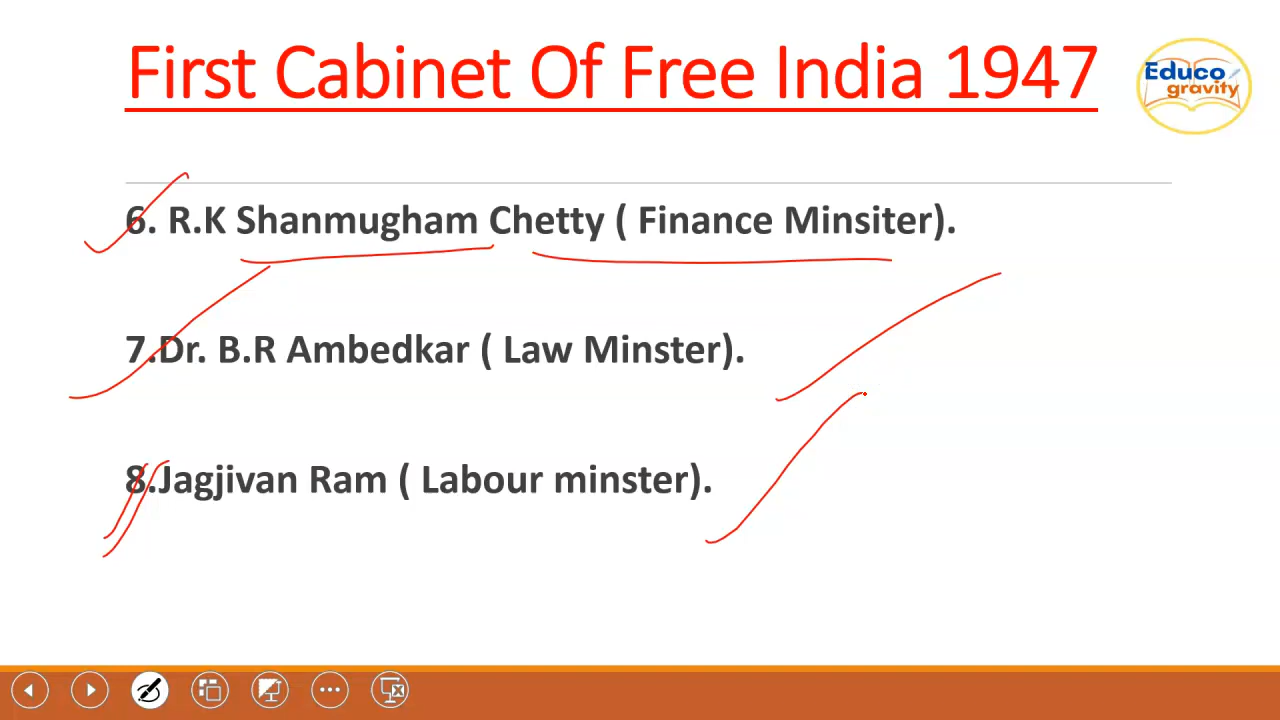 First Cabinet Of Free India 1947
Educo
gravity
6. R.K Shanmugham Chetty ( Finance Minsiter).
7.Dr. B.R Ambedkar ( Law Minster).
8.Jagjivan Ram ( Labour minster).